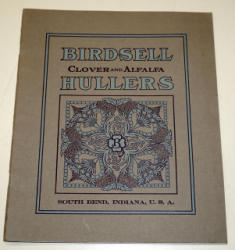 BIRDSELL
CLOVER AND ALFALFA
HULLERS
SOUTH BEND, INDIANA, U. S. A.